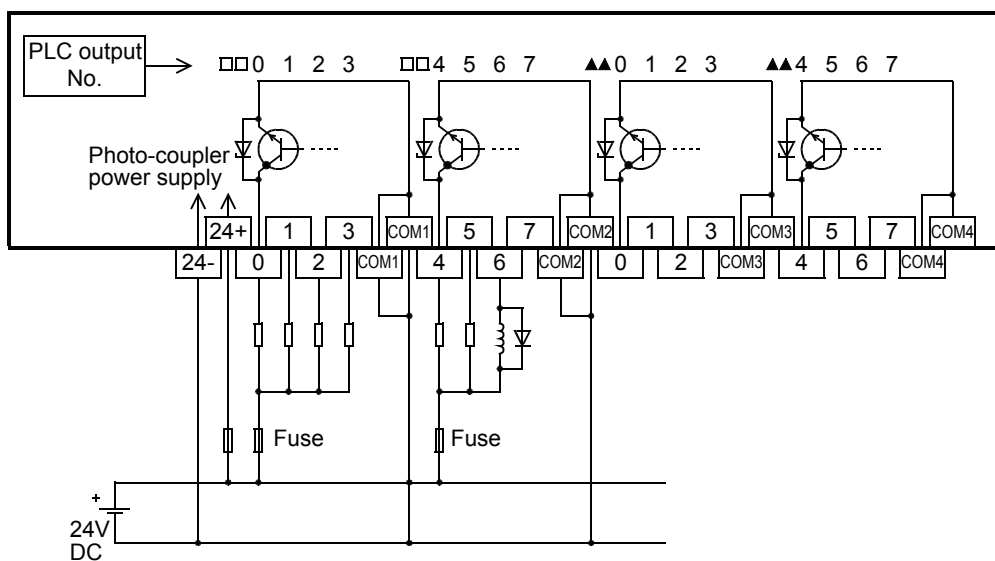 PLC output
No.
□□0 1 2 3 □□4 5 6 7 ▲▲0 1 2 3 ▲▲4 5 6 7
Photo-coupler
power supply
24+ 1 3 COM1 5 7 COM2 1 3 COM3 5 7 COM4
24- 0 2 COM1 4 6 COM2 0 2 COM3 4 6 COM4
Fuse Fuse
+
24V
DC